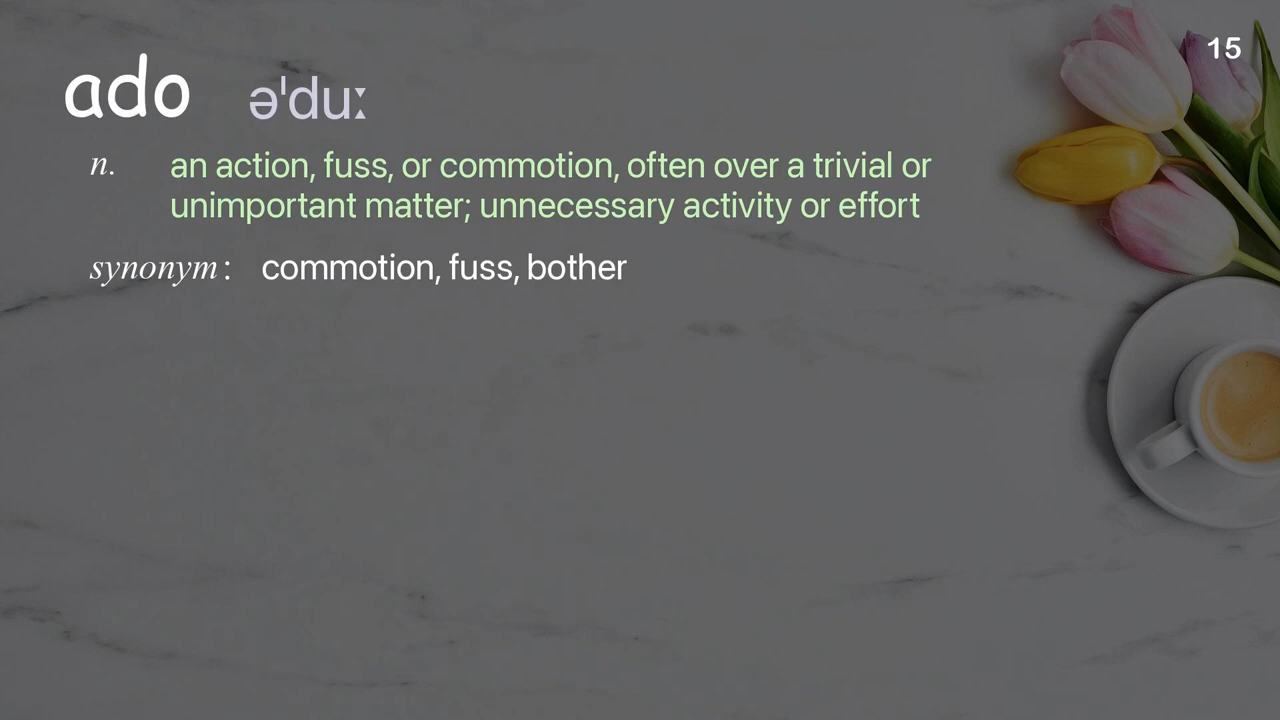 15
ado əˈduː
n. an action, fuss, or commotion, often over a trivial or
unimportant matter; unnecessary activity or effort
synonym: commotion, fuss, bother